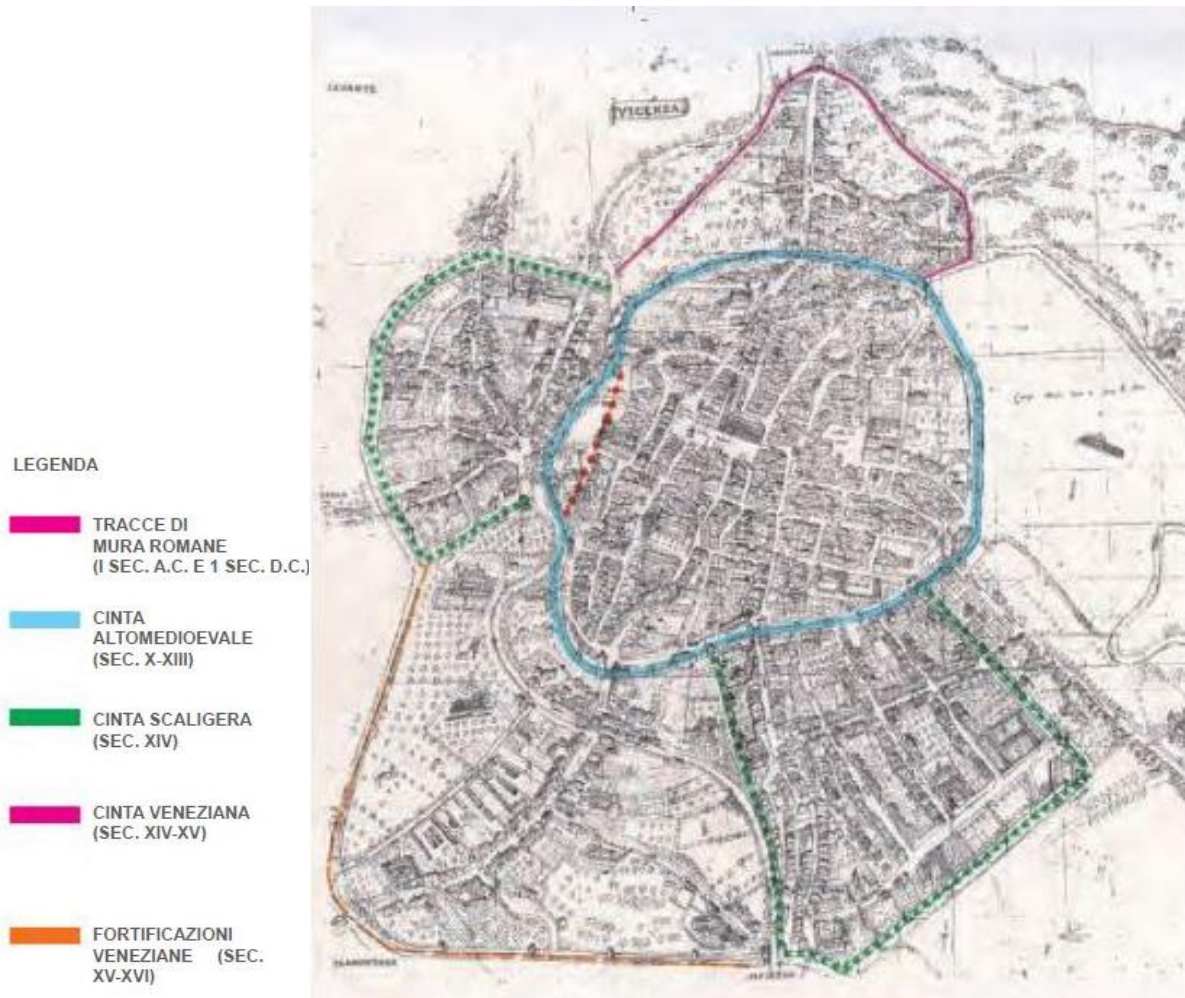 LEVANTE
VICENZA
LEGENDA
TRACCE DI
MURA ROMANE
(I SEC. A.C. E 1 SEC. D.C.)
CINTA
ALTOMEDIOEVALE
(SEC. X-XIII)
CINTA SCALIGERA
(SEC. XIV)
CINTA VENEZIANA
(SEC. XIV-XV)
FORTIFICAZIONI
VENEZIANE (SEC.
XV-XVI)